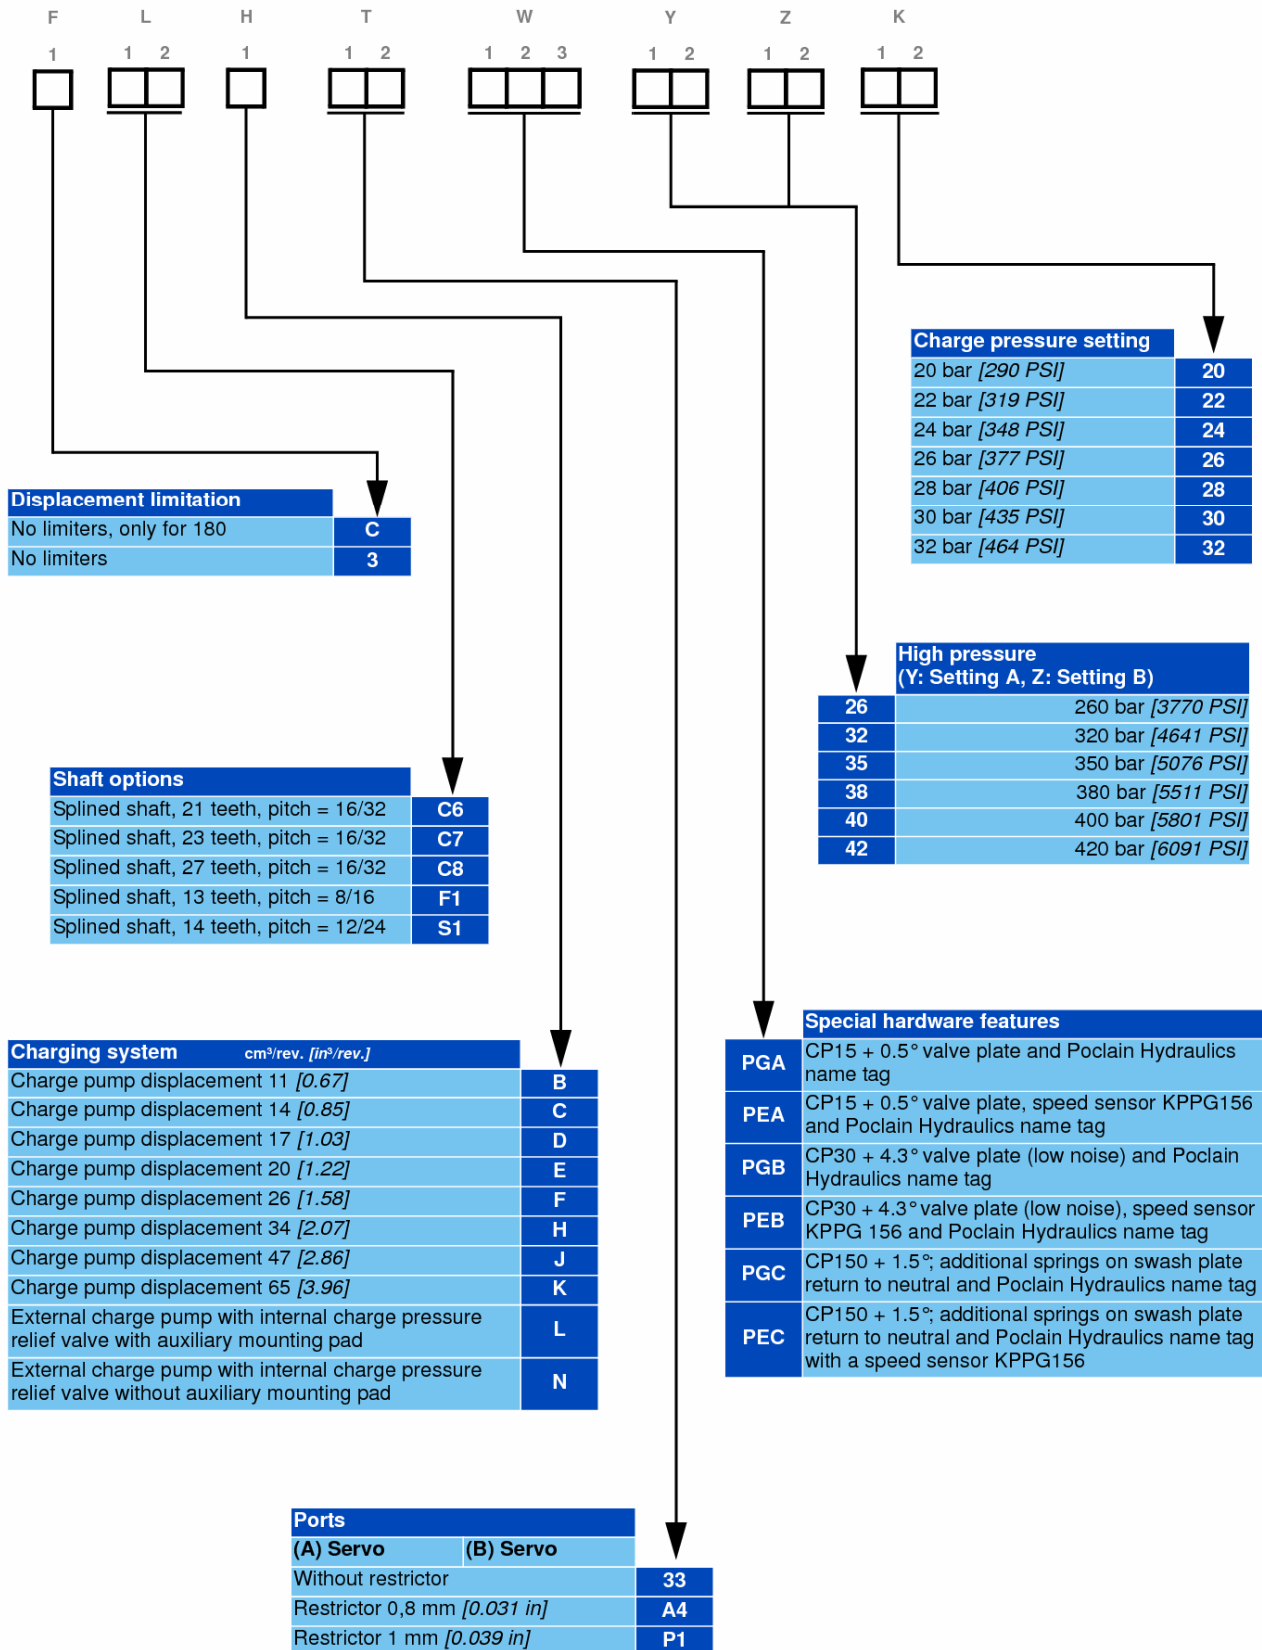 F L H T W Y Z K
1 1 2 1 1 2 1 2 3 1 2 1 2 1 2
Charge pressure setting
20 bar [290 PSI] 20
22 bar [319 PSI] 22
24 bar [348 PSI] 24
26 bar [377 PSI] 26
28 bar [406 PSI] 28
30 bar [435 PSI] 30
32 bar [464 PSI] 32
Displacement limitation
No limiters, only for 180 C
No limiters 3
High pressure
(Y: Setting A, Z: Setting B)
26 260 bar [3770 PSI]
32 320 bar [4641 PSI]
35 350 bar [5076 PSI]
38 380 bar [5511 PSI]
40 400 bar [5801 PSI]
42 420 bar [6091 PSI]
Shaft options
Splined shaft, 21 teeth, pitch = 16/32 C6
Splined shaft, 23 teeth, pitch = 16/32 C7
Splined shaft, 27 teeth, pitch = 16/32 C8
Splined shaft, 13 teeth, pitch = 8/16 F1
Splined shaft, 14 teeth, pitch = 12/24 S1
Charging system cm³/rev. [in³/rev.]
Charge pump displacement 11 [0.67] B
Charge pump displacement 14 [0.85] C
Charge pump displacement 17 [1.03] D
Charge pump displacement 20 [1.22] E
Charge pump displacement 26 [1.58] F
Charge pump displacement 34 [2.07] H
Charge pump displacement 47 [2.86] J
Charge pump displacement 65 [3.96] K
External charge pump with internal charge pressure
relief valve with auxiliary mounting pad L
External charge pump with internal charge pressure
relief valve without auxiliary mounting pad N
Special hardware features
PGA CP15 + 0.5° valve plate and Poclain Hydraulics
name tag
PEA CP15 + 0.5° valve plate, speed sensor KPPG156
and Poclain Hydraulics name tag
PGB CP30 + 4.3° valve plate (low noise) and Poclain
Hydraulics name tag
PEB CP30 + 4.3° valve plate (low noise), speed sensor
KPPG 156 and Poclain Hydraulics name tag
PGC CP150 + 1.5°; additional springs on swash plate
return to neutral and Poclain Hydraulics name tag
PEC CP150 + 1.5°; additional springs on swash plate
return to neutral and Poclain Hydraulics name tag
with a speed sensor KPPG156
Ports
(A) Servo (B) Servo
Without restrictor 33
Restrictor 0,8 mm [0.031 in] A4
Restrictor 1 mm [0.039 in] P1